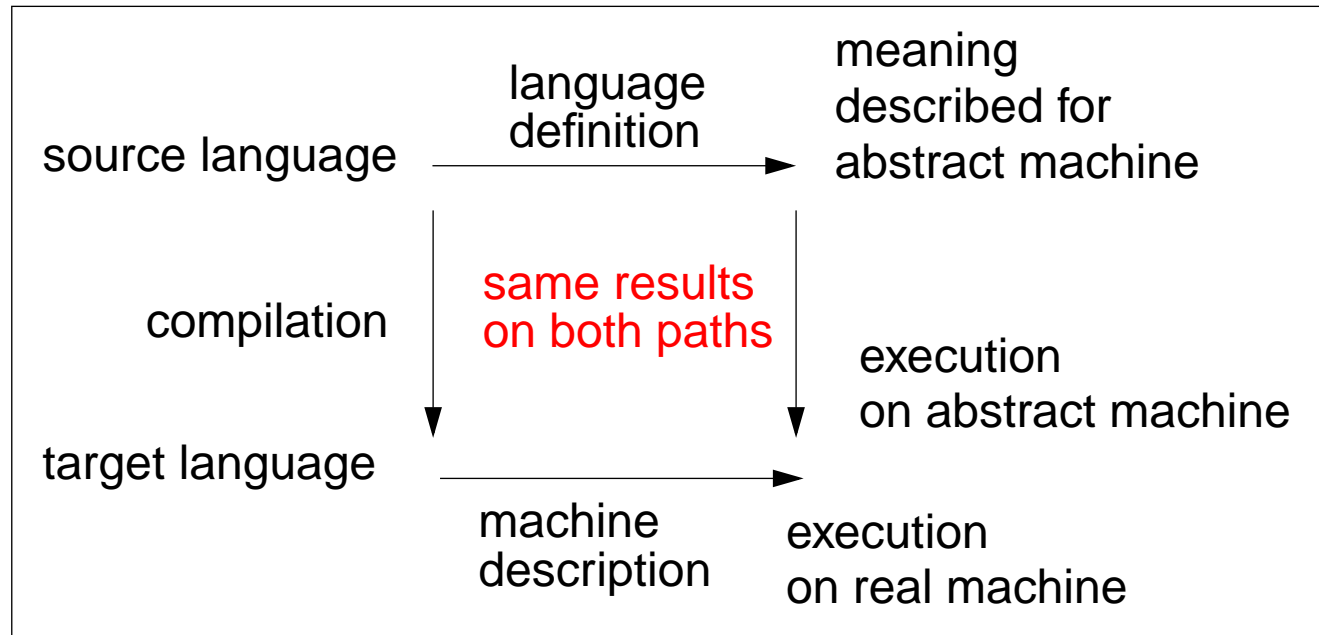 language
definition
meaning
described for
abstract machine
source language
same results
on both paths
compilation
execution
on abstract machine
target language
machine
description
execution
on real machine